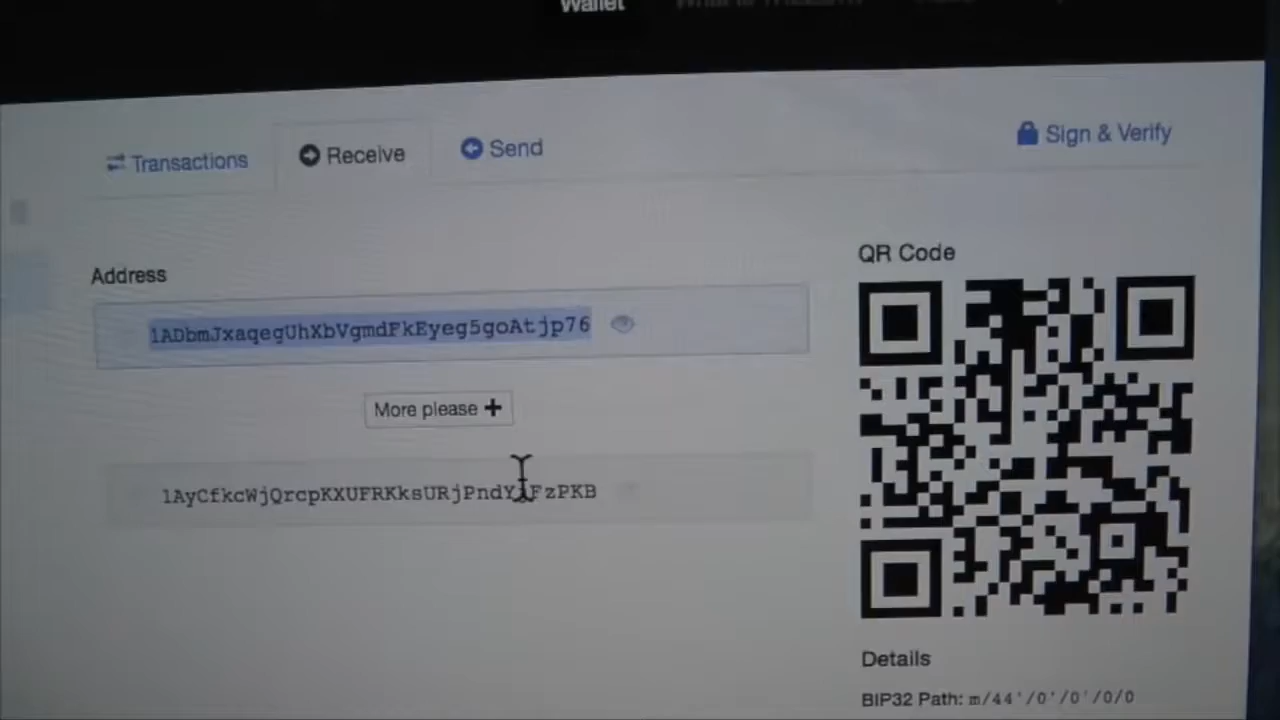 Wallet
Transactions
Receive
Send
Sign & Verify
Address
QR Code
1ADbmJxaqegUhXbVgmdFkEyeg5goAtjp76
More please +
Details
BIP32 Path: m/44'/0'/0'/0/0